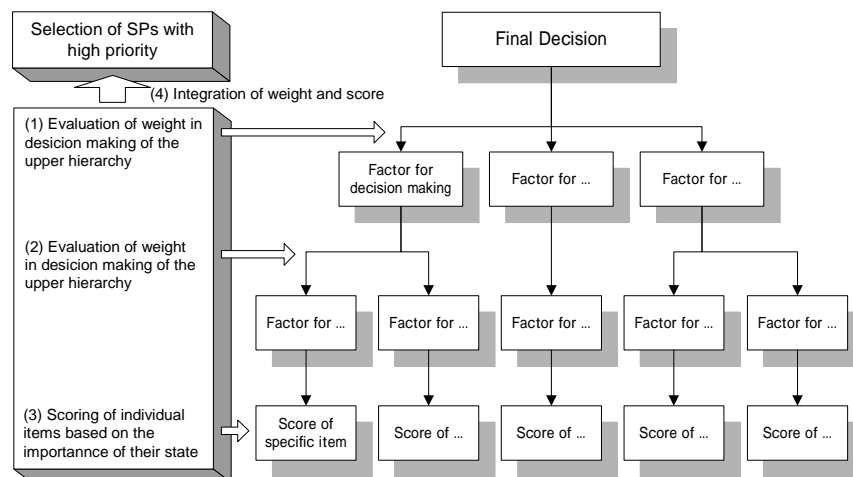 Selection of SPs with
high priority
Final Decision
(4) Integration of weight and score
(1) Evaluation of weight in
desicion making of the
upper hierarchy
Factor for
decision making
Factor for ...
Factor for ...
(2) Evaluation of weight
in desicion making of the
upper hierarchy
Factor for ...
Factor for ...
Factor for ...
Factor for ...
Factor for ...
(3) Scoring of individual
items based on the
importannce of their state
Score of
specific item
Score of ...
Score of ...
Score of ...
Score of ...